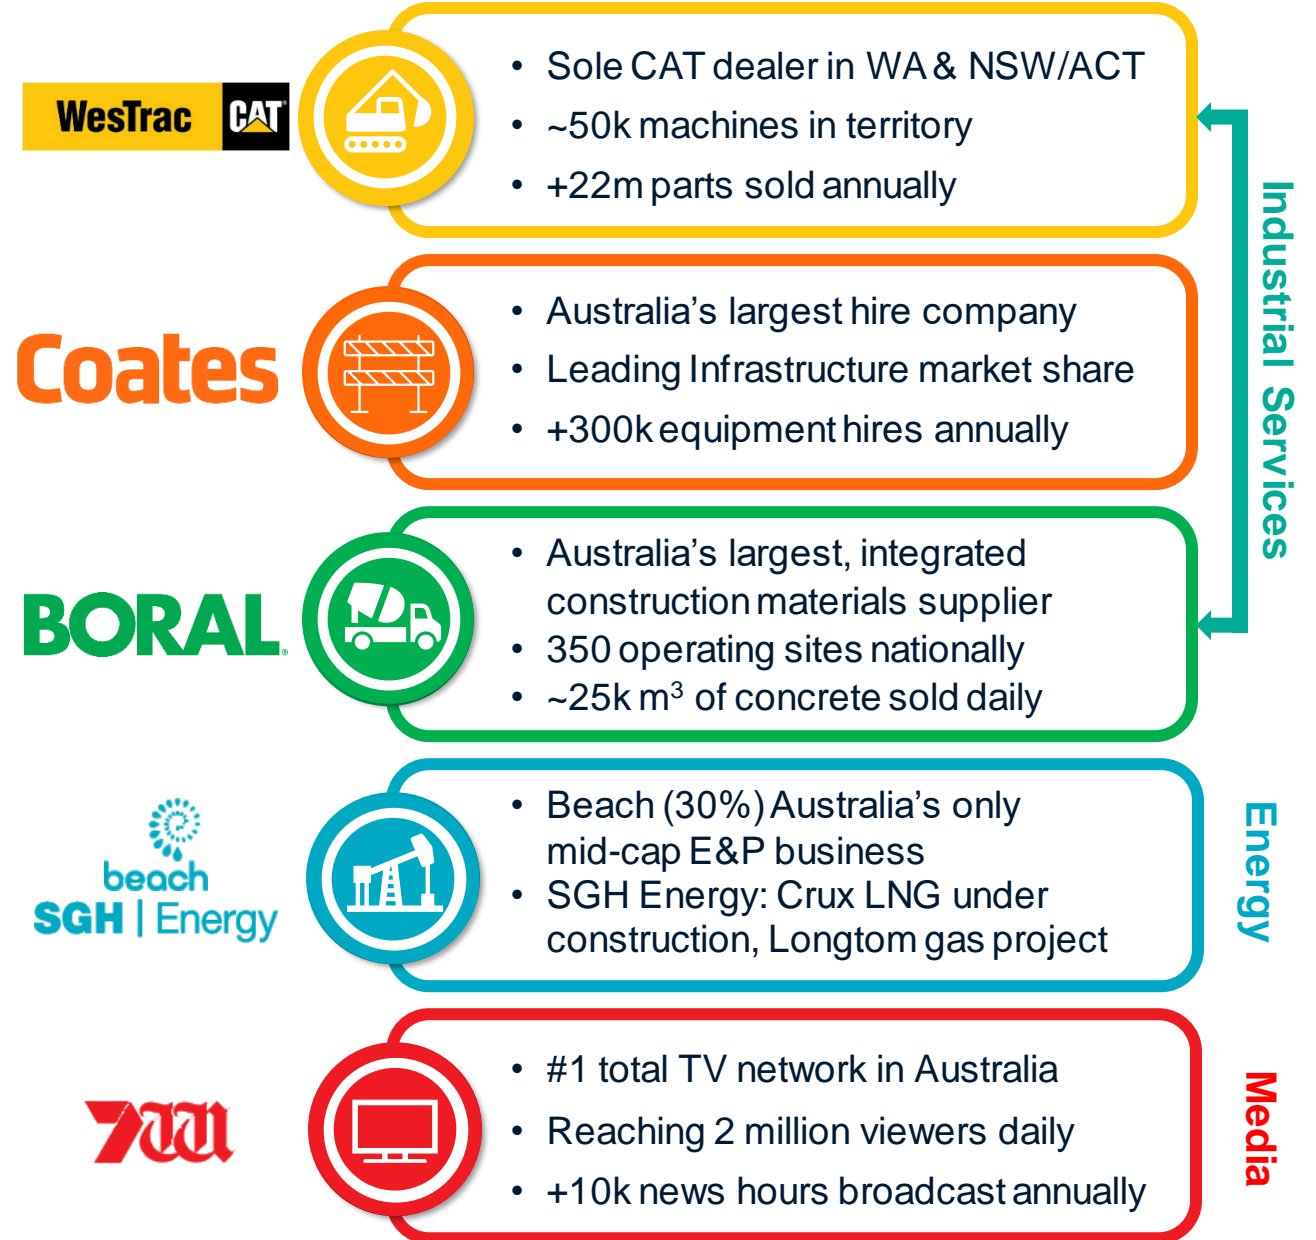 WesTrac CAT
• Sole CAT dealer in WA & NSW/ACT
• ~50k machines in territory
• +22m parts sold annually
Coates
• Australia's largest hire company
• Leading Infrastructure market share
• +300k equipment hires annually
BORAL®
• Australia's largest, integrated
construction materials supplier
• 350 operating sites nationally
• ~25k m³ of concrete sold daily
Industrial Services
beach
SGH | Energy
• Beach (30%) Australia's only
mid-cap E&P business
• SGH Energy: Crux LNG under
construction, Longtom gas project
Energy
7
• #1 total TV network in Australia
• Reaching 2 million viewers daily
• +10k news hours broadcast annually
Media